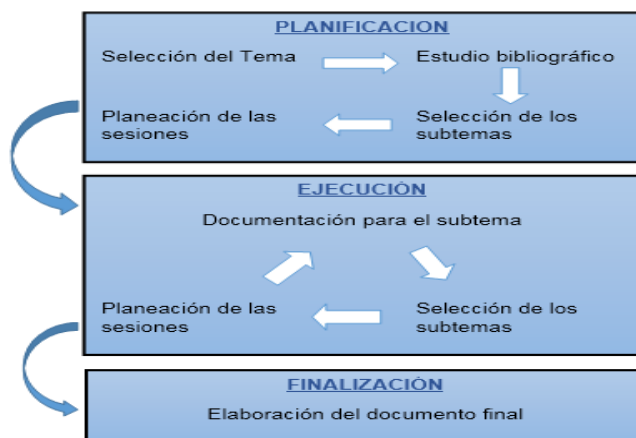 PLANIFICACION
Selección del Tema
Estudio bibliográfico
Planeación de las
sesiones
Selección de los
subtemas
EJECUCIÓN
Documentación para el subtema
Planeación de las
sesiones
Selección de los
subtemas
FINALIZACIÓN
Elaboración del documento final